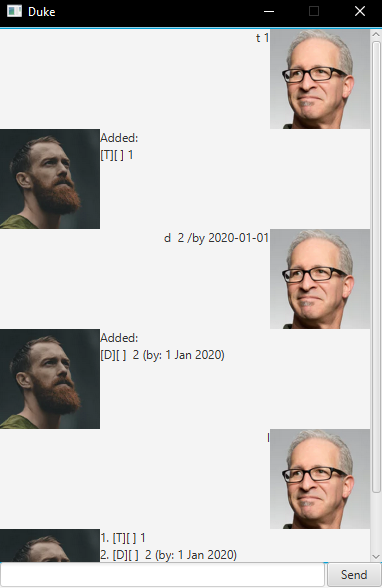 Duke
t 1
Added:
[T][ ] 1
d  2 /by 2020-01-01
Added:
[D][ ]  2 (by: 1 Jan 2020)
l
1. [T][ ] 1
2. [D][ ]  2 (by: 1 Jan 2020)
Send